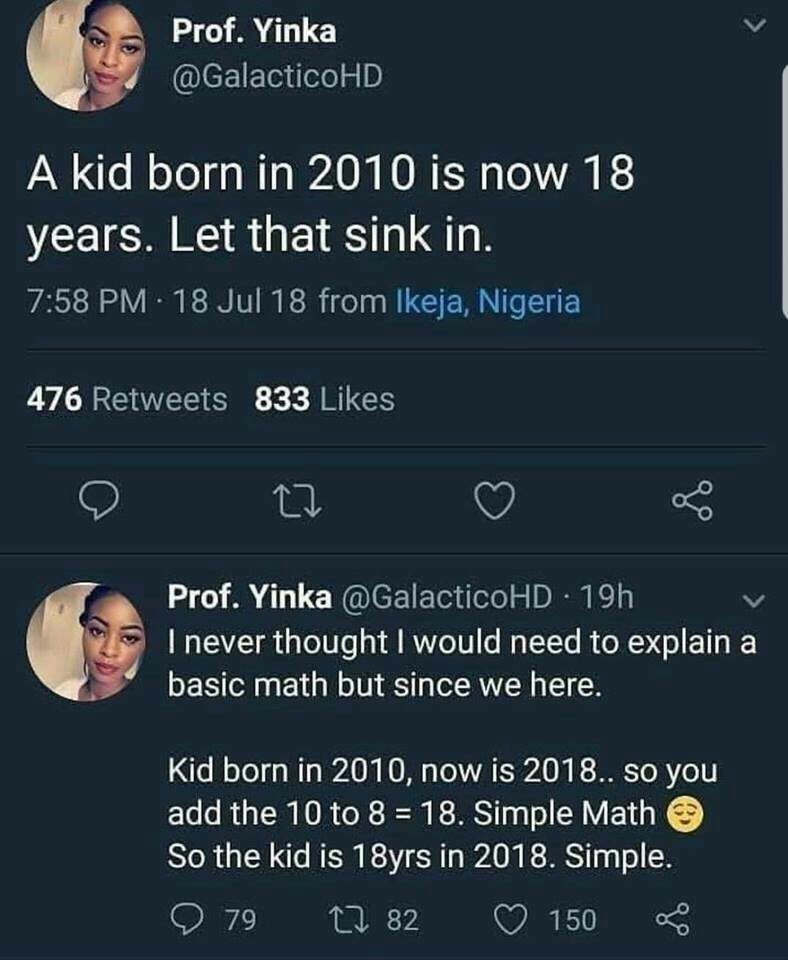 Prof. Yinka
@GalacticoHD
A kid born in 2010 is now 18
years. Let that sink in.
7:58 PM · 18 Jul 18 from Ikeja, Nigeria
476 Retweets 833 Likes
Prof. Yinka @GalacticoHD · 19h
I never thought I would need to explain a
basic math but since we here.
Kid born in 2010, now is 2018.. so you
add the 10 to 8 = 18. Simple Math 😌
So the kid is 18yrs in 2018. Simple.
79 82 150